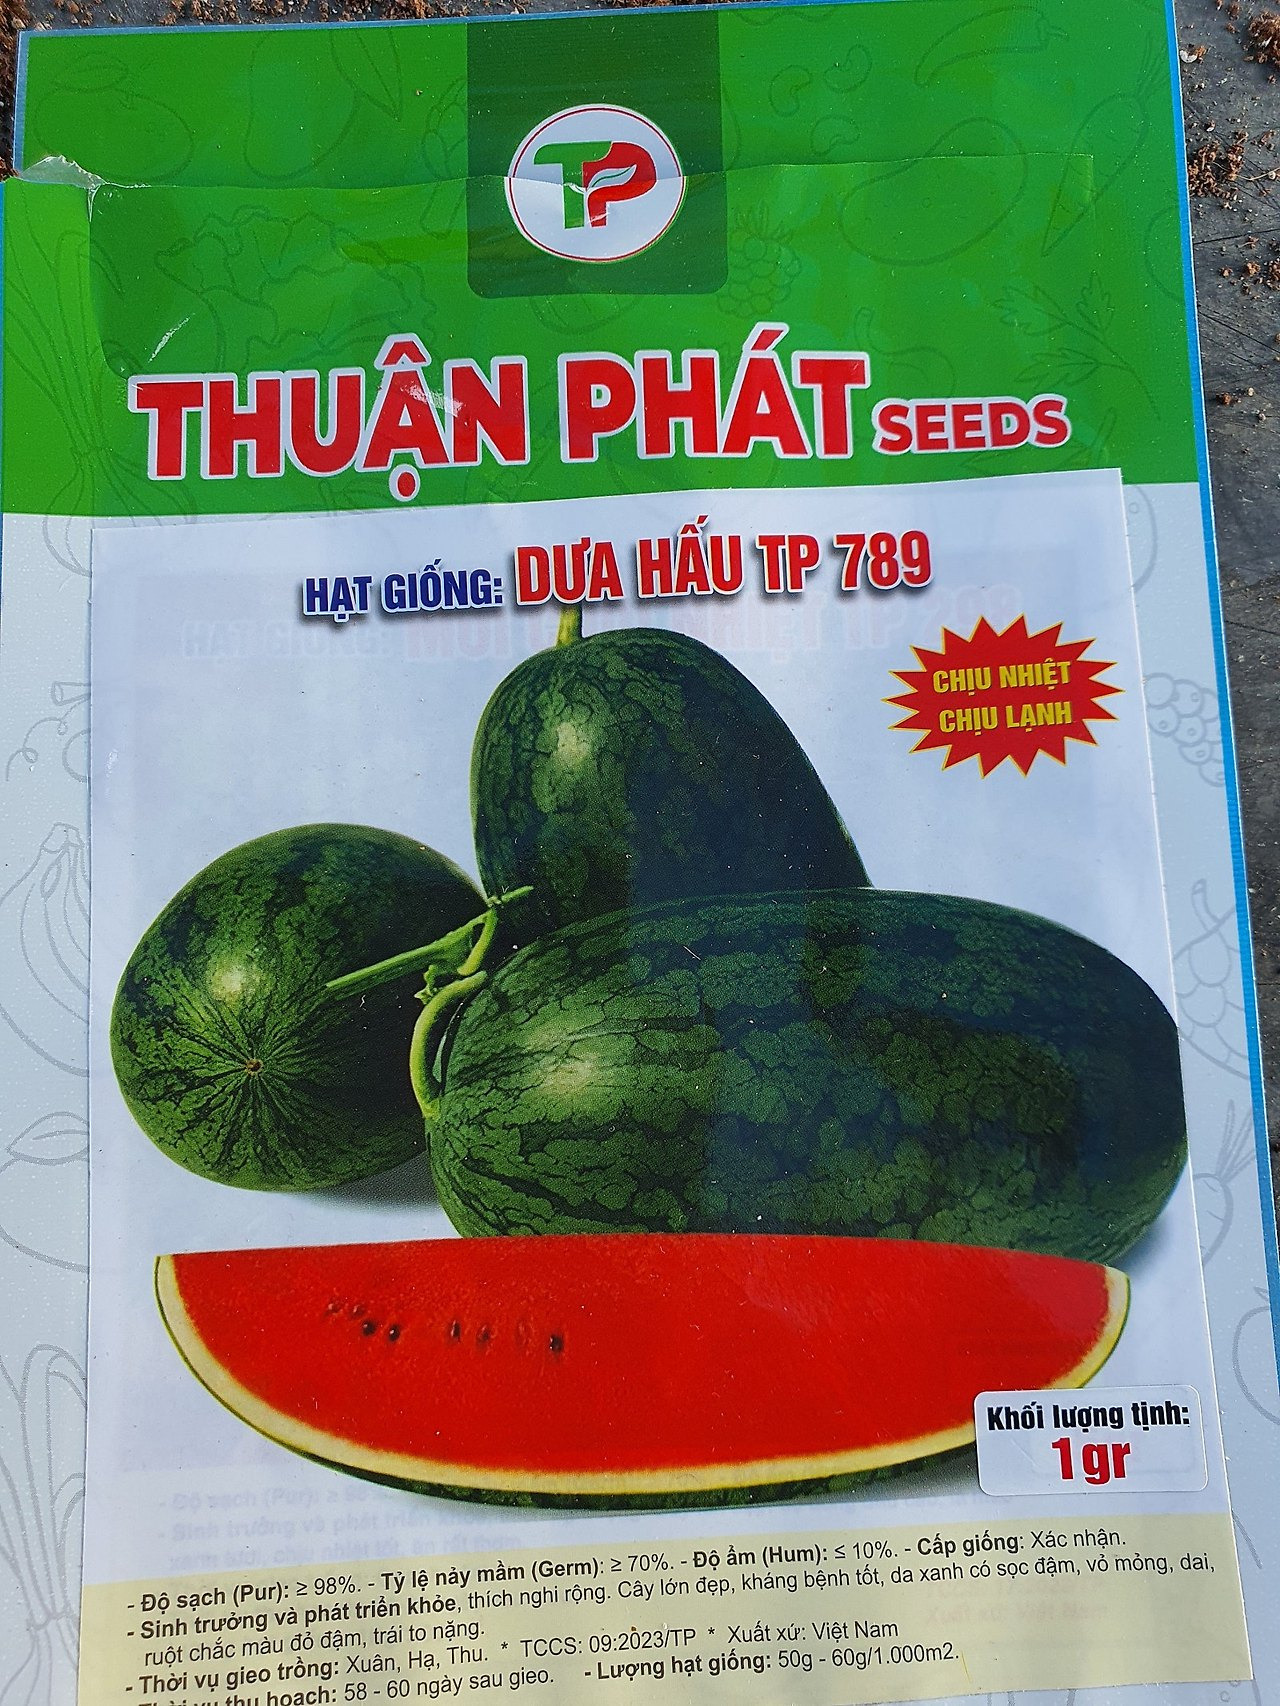 TP
THUẬN PHÁT SEEDS
HẠT GIỐNG: DƯA HẤU TP 789
CHỊU NHIỆT
CHỊU LẠNH
Khối lượng tịnh:
1gr
- Độ sạch (Pur): ≥ 98%. - Tỷ lệ nảy mầm (Germ): ≥ 70%. - Độ ẩm (Hum): ≤ 10%. - Cấp giống: Xác nhận.
- Sinh trưởng và phát triển khỏe, thích nghi rộng. Cây lớn đẹp, kháng bệnh tốt, da xanh có sọc đậm, vỏ mỏng, dai,
ruột chắc màu đỏ đậm, trái to nặng.
- Thời vụ gieo trồng: Xuân, Hạ, Thu. * TCCS: 09:2023/TP * Xuất xứ: Việt Nam
- Thời vụ thu hoạch: 58 - 60 ngày sau gieo. - Lượng hạt giống: 50g - 60g/1.000m2.